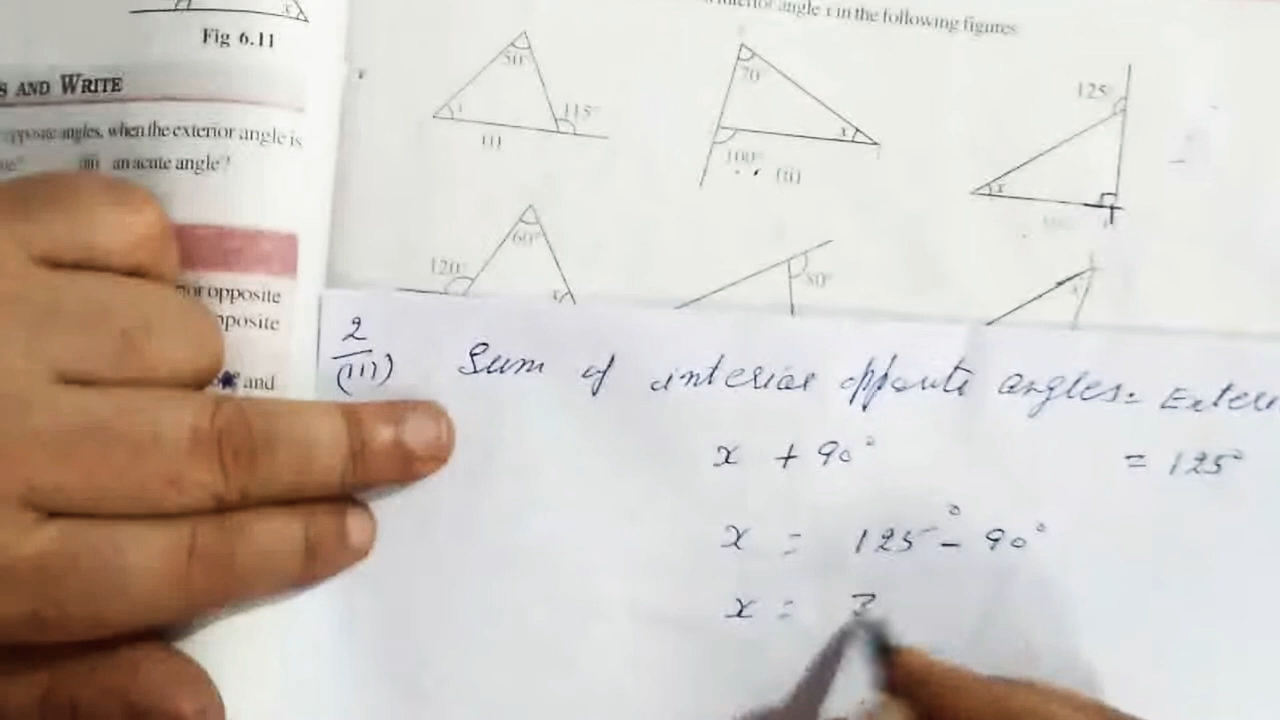 angle x in the following figures
Fig 6.11
S AND WRITE
opposite angles, when the exterior angle is
an acute angle?
50°
x
115°
(i)
70°
x
100°
(ii)
125°
x
60°
120°
x
80°
x
opposite
pposite
and
2
(iii) Sum of interior opposite angles = Exter
x + 90° = 125°
x = 125° - 90°
x = 3